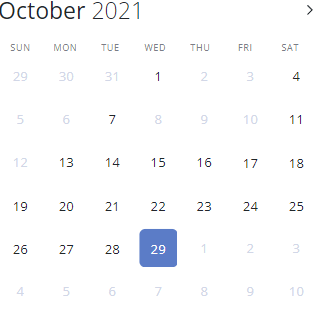 October 2021
SUN MON TUE WED THU FRI SAT
29 30 31 1 2 3 4
5 6 7 8 9 10 11
12 13 14 15 16 17 18
19 20 21 22 23 24 25
26 27 28 29 1 2 3
4 5 6 7 8 9 10